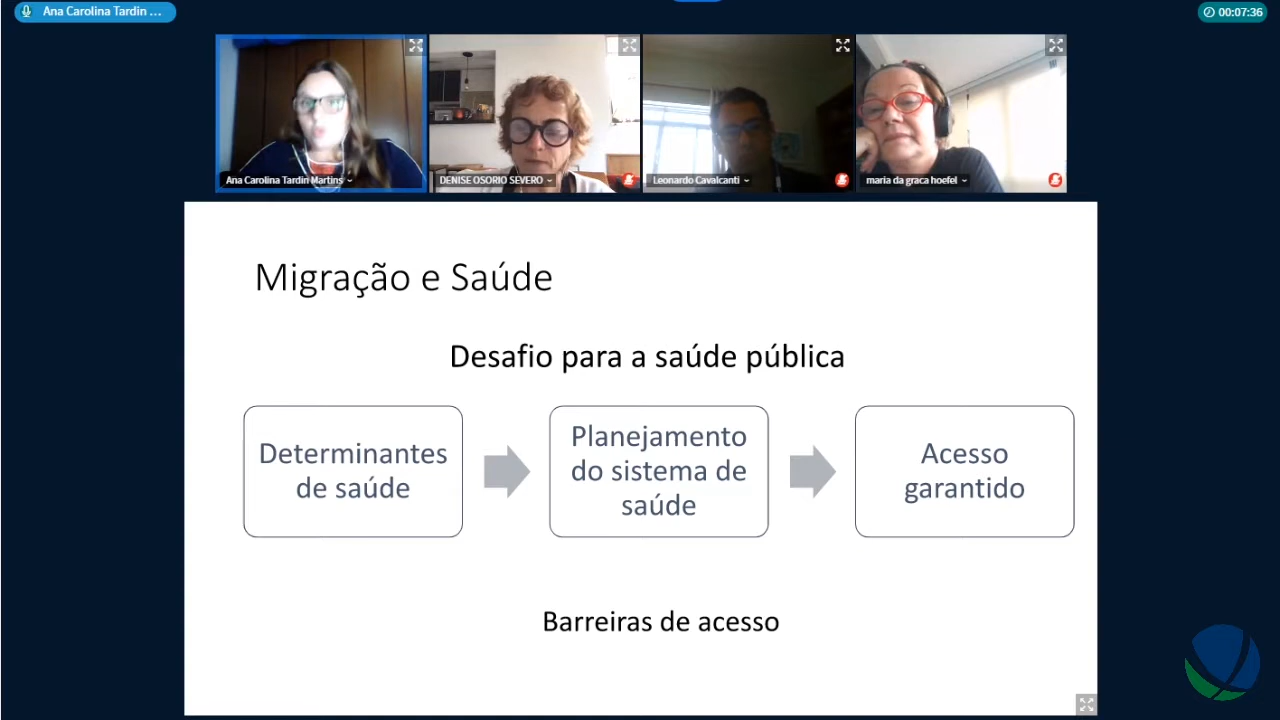 Ana Carolina Tardin ...
00:07:36
Ana Carolina Tardin Martins
DENISE OSORIO SEVERO
Leonardo Cavalcanti
maria da graca hoefel
Migração e Saúde
Desafio para a saúde pública
Determinantes
de saúde
Planejamento
do sistema de
saúde
Acesso
garantido
Barreiras de acesso